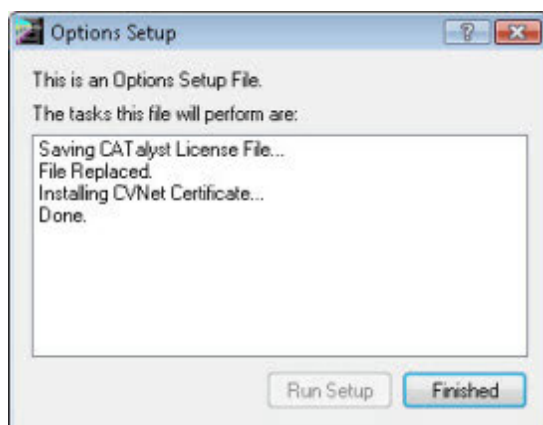 Options Setup
This is an Options Setup File.
The tasks this file will perform are:
Saving CATalyst License File...
File Replaced.
Installing CVNet Certificate...
Done.
Run Setup
Finished